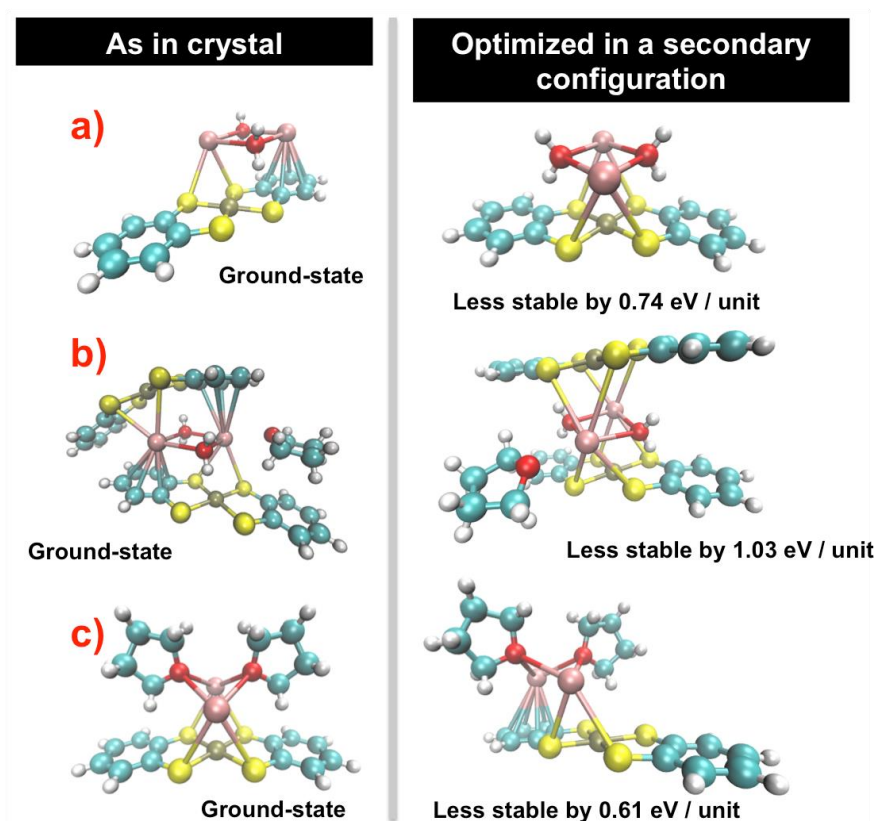 As in crystal
Optimized in a secondary
configuration
a)
Ground-state
Less stable by 0.74 eV / unit
b)
Ground-state
Less stable by 1.03 eV / unit
c)
Ground-state
Less stable by 0.61 eV / unit